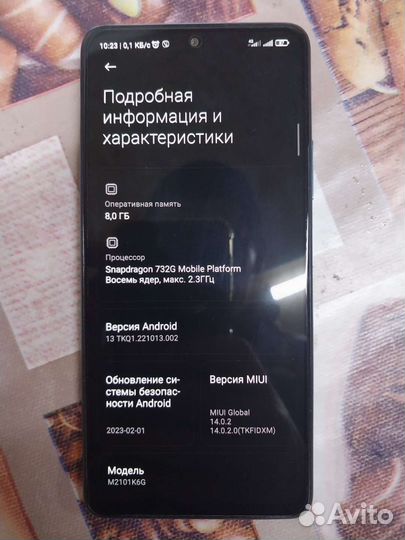 10:23 | 0,1 КБ/с
Подробная
информация и
характеристики
Оперативная память
8,0 ГБ
Процессор
Snapdragon 732G Mobile Platform
Восемь ядер, макс. 2.3ГГц
Версия Android
13 TKQ1.221013.002
Обновление си-
стемы безопас-
ности Android
2023-02-01
Версия MIUI
MIUI Global
14.0.2
14.0.2.0(TKFIDXM)
Модель
M2101K6G
Avito